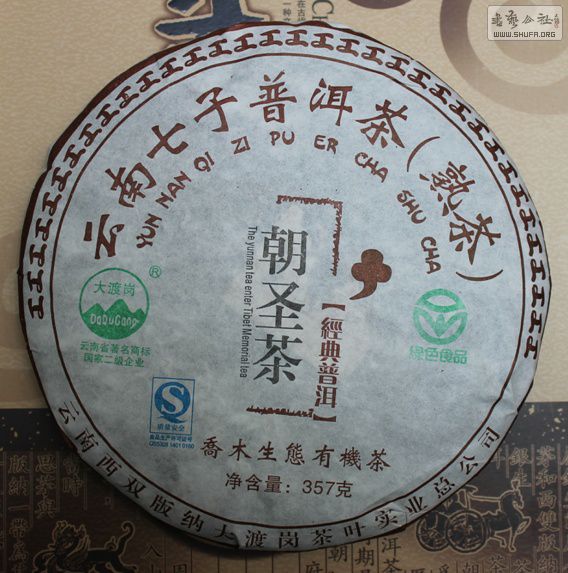 云南七子普洱茶(熟茶)
YUN NAN QI ZI PU ER CHA SHU CHA
朝圣茶
The yunnan tea enter Tibet Memorial tea
【經典普洱】
大渡岗
DaDuGang
®
云南省著名商标
国家二级企业
绿色食品
质量安全
喬木生態有機茶
净含量：357克
云南西双版纳大渡岗茶叶实业总公司
书艺公社
WWW.SHUFA.ORG